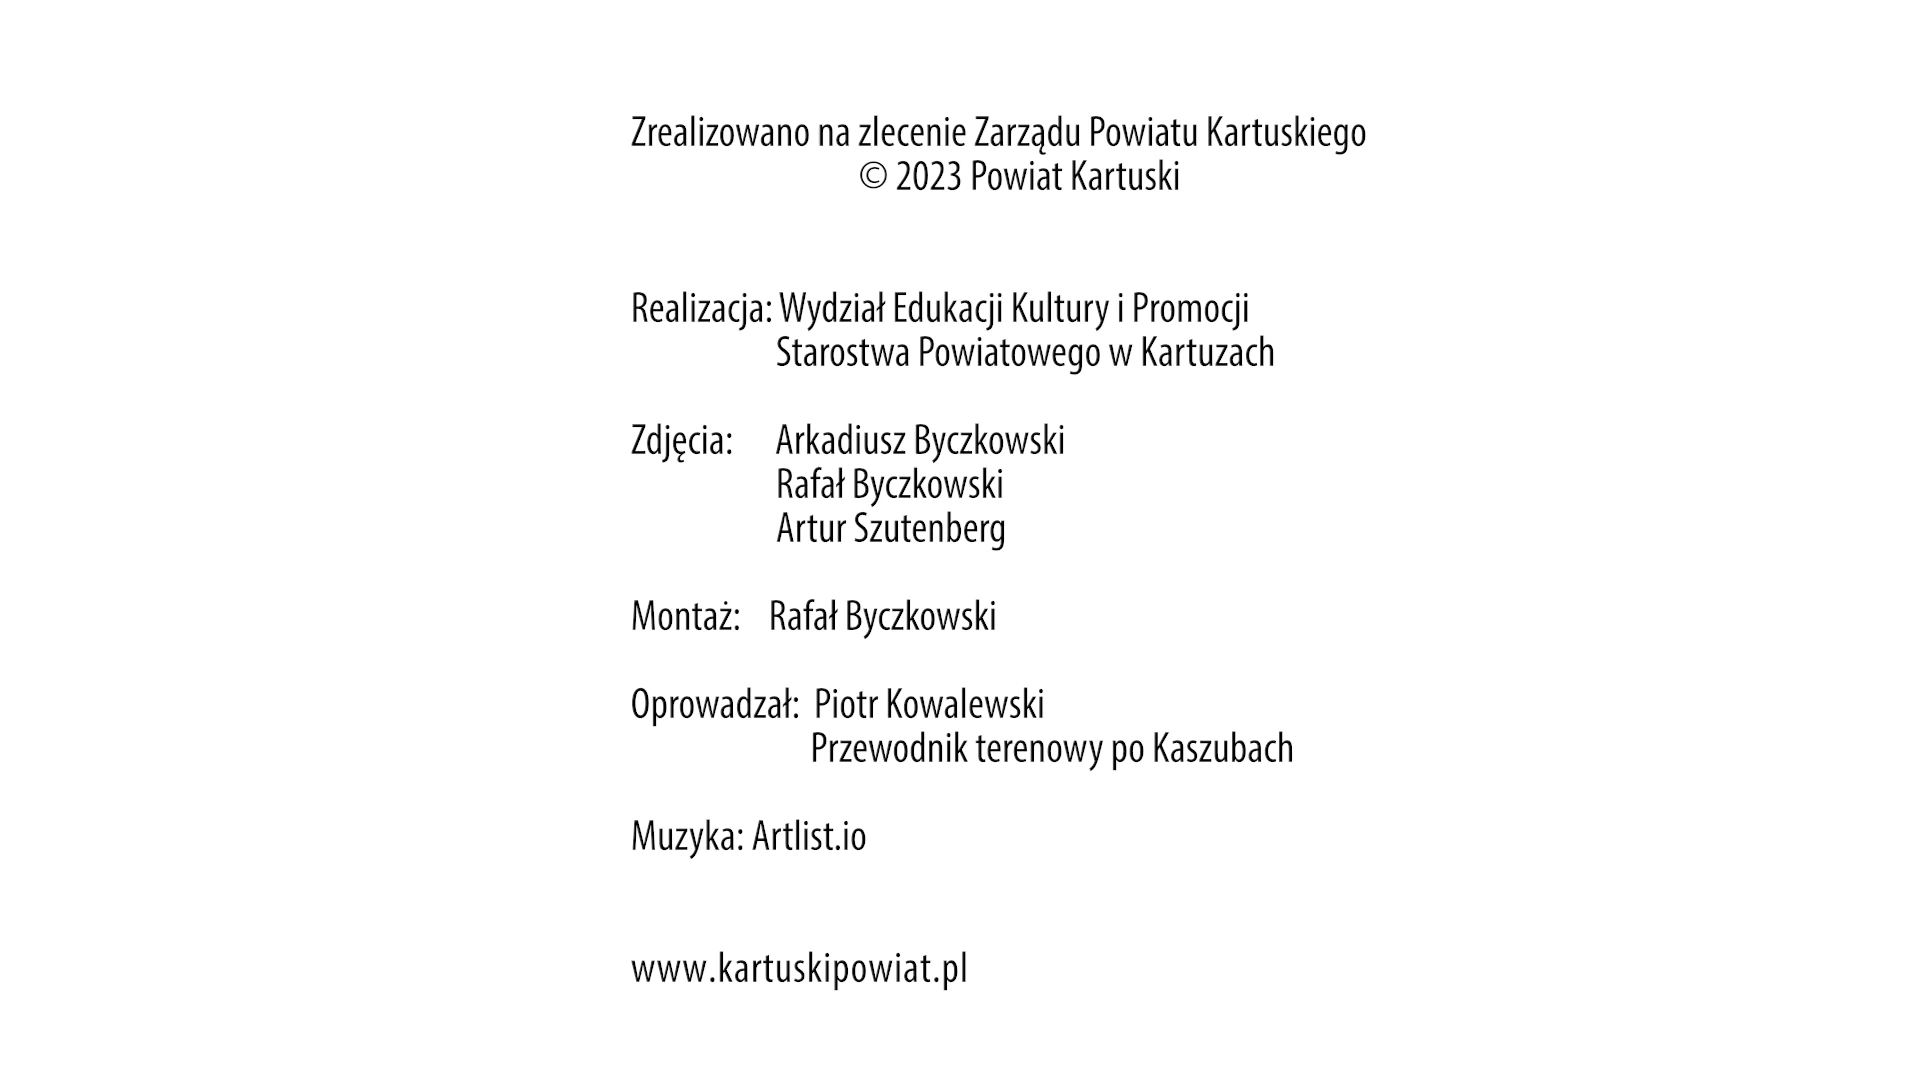 Zrealizowano na zlecenie Zarządu Powiatu Kartuskiego
© 2023 Powiat Kartuski
Realizacja: Wydział Edukacji Kultury i Promocji
Starostwa Powiatowego w Kartuzach
Zdjęcia: Arkadiusz Byczkowski
Rafał Byczkowski
Artur Szutenberg
Montaż: Rafał Byczkowski
Oprowadzał: Piotr Kowalewski
Przewodnik terenowy po Kaszubach
Muzyka: Artlist.io
www.kartuskipowiat.pl